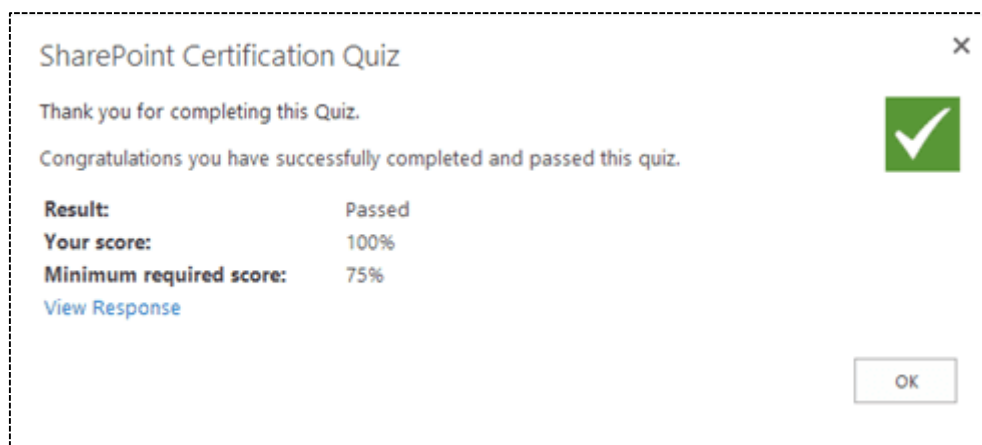 SharePoint Certification Quiz
Thank you for completing this Quiz.
Congratulations you have successfully completed and passed this quiz.
Result: Passed
Your score: 100%
Minimum required score: 75%
View Response
OK